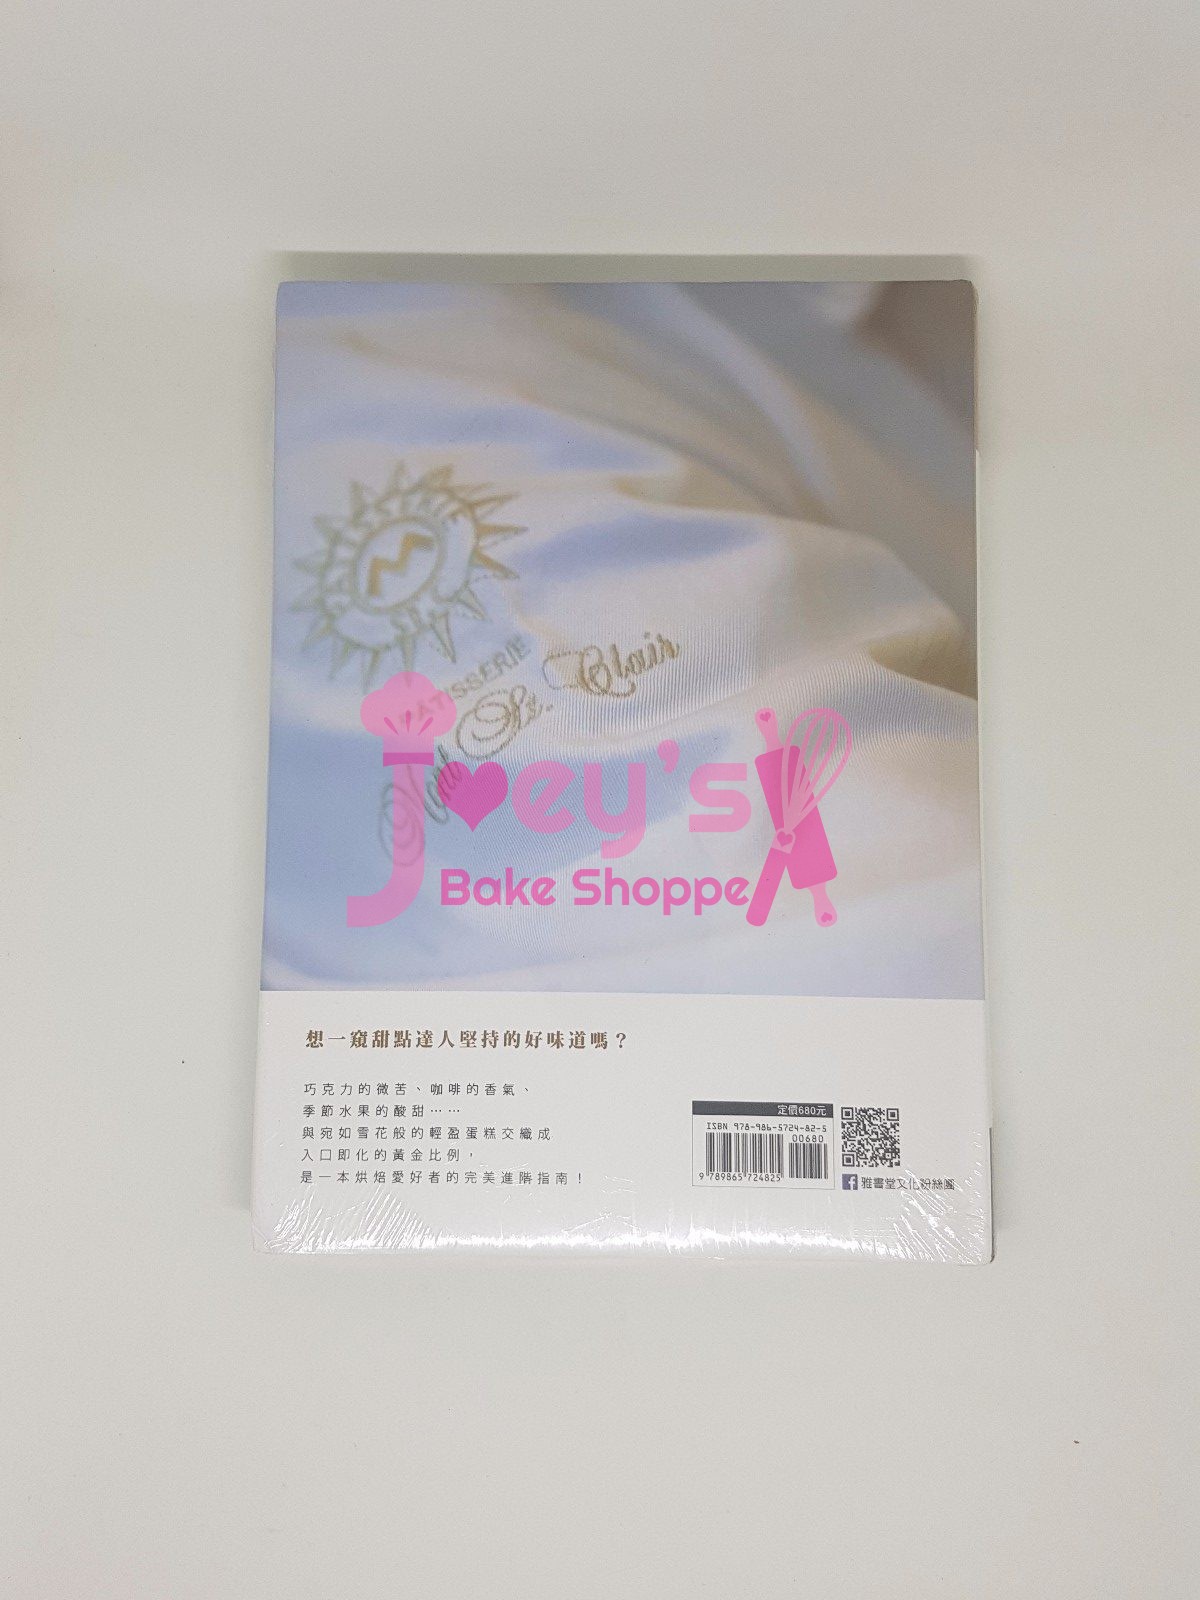 PATISSERIE
Mont St. Clair
Joey's
Bake Shoppe
想一窺甜點達人堅持的好味道嗎？
巧克力的微苦、咖啡的香氣、
季節水果的酸甜……
與宛如雪花般的輕盈蛋糕交織成
入口即化的黃金比例，
是一本烘焙愛好者的完美進階指南！
定價680元
ISBN 978-986-5724-82-5
00680
9 789865 724825
雅書堂文化粉絲團